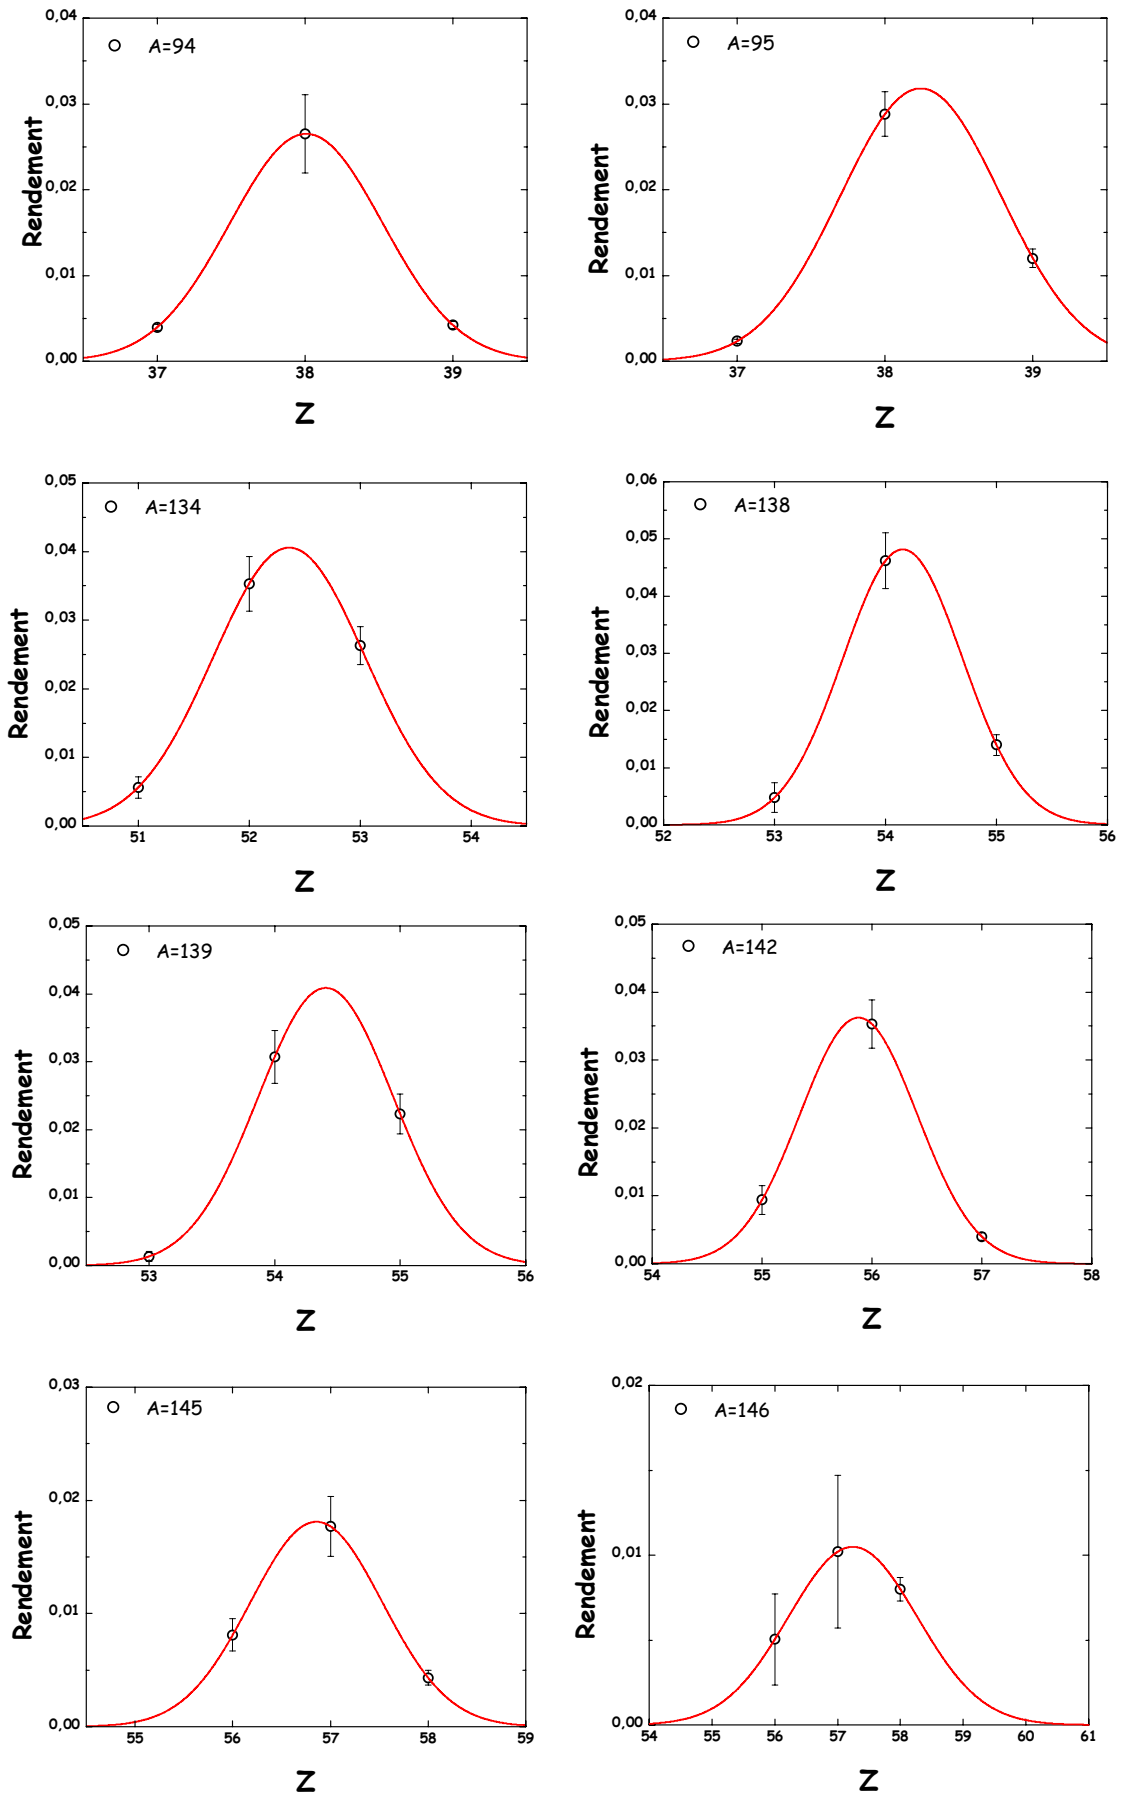 0,04
A=94
0,03
Rendement
0,02
0,01
0,00
37 38 39
Z
0,04
A=95
0,03
Rendement
0,02
0,01
0,00
37 38 39
Z
0,05
A=134
0,04
0,03
Rendement
0,02
0,01
0,00
51 52 53 54
Z
0,06
A=138
0,05
0,04
Rendement
0,03
0,02
0,01
0,00
52 53 54 55 56
Z
0,05
A=139
0,04
0,03
Rendement
0,02
0,01
0,00
53 54 55 56
Z
0,05
A=142
0,04
0,03
Rendement
0,02
0,01
0,00
54 55 56 57 58
Z
0,03
A=145
0,02
Rendement
0,01
0,00
55 56 57 58 59
Z
0,02
A=146
Rendement
0,01
0,00
54 55 56 57 58 59 60 61
Z